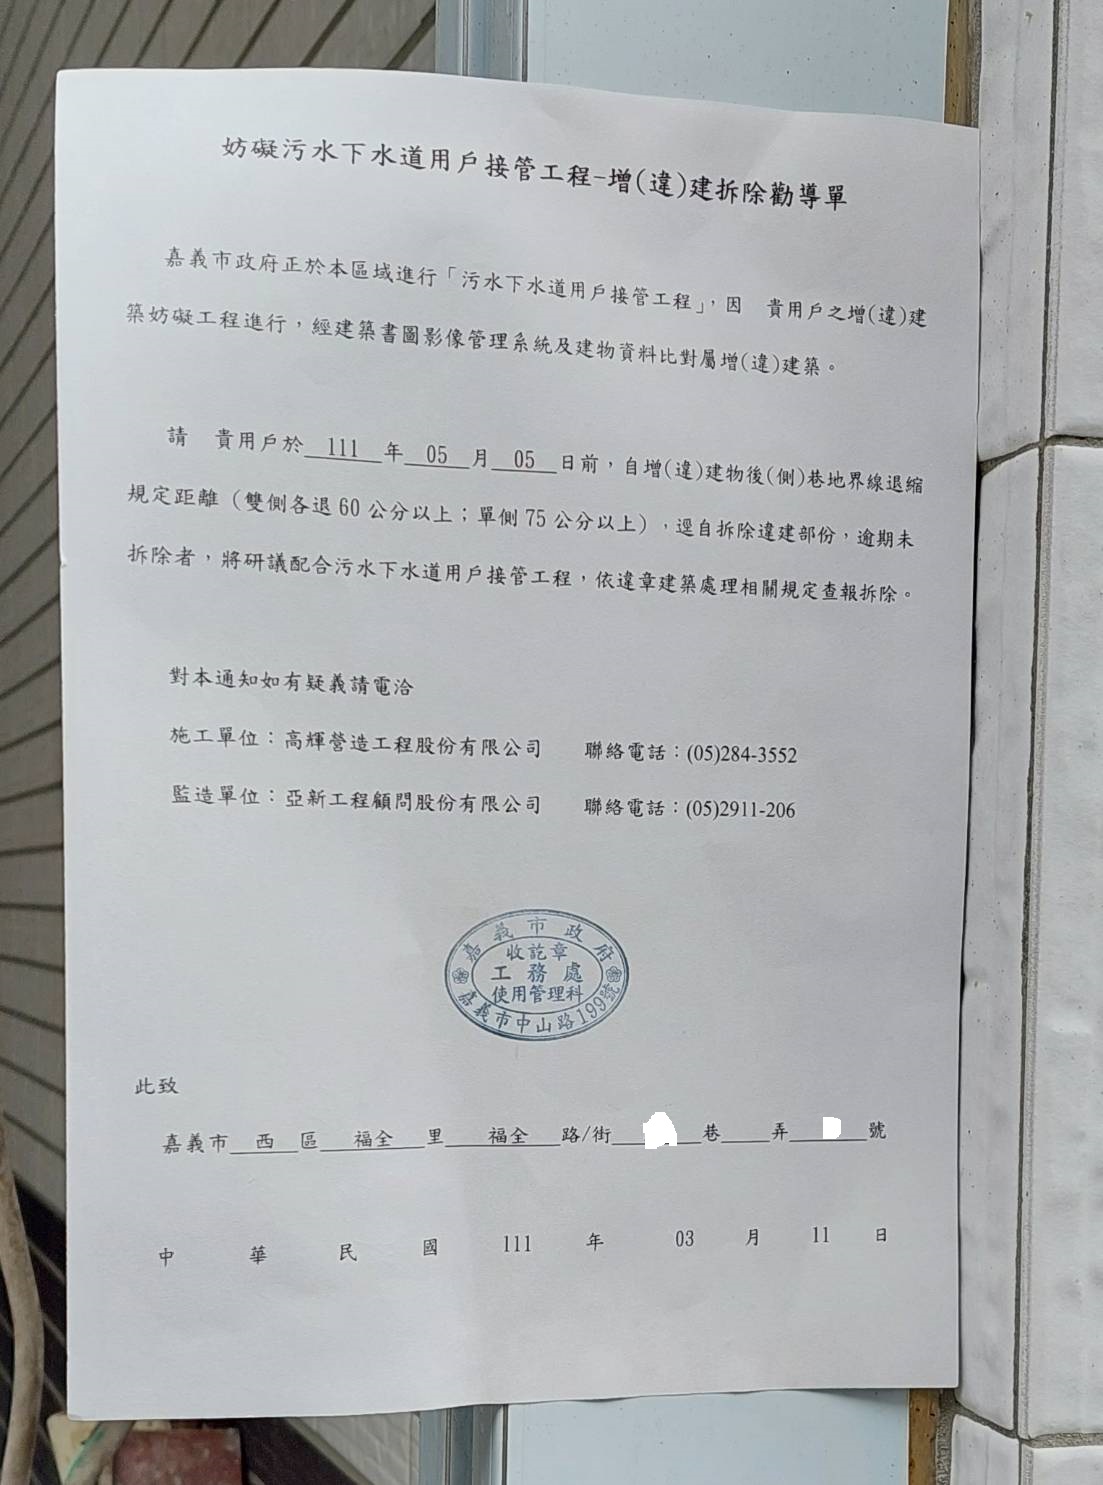 妨礙污水下水道用戶接管工程-增(違)建拆除勸導單
嘉義市政府正於本區域進行「污水下水道用戶接管工程」，因　貴用戶之增(違)建
築妨礙工程進行，經建築書圖影像管理系統及建物資料比對屬增(違)建築。
請　貴用戶於 111 年 05 月 05 日前，自增(違)建物後(側)巷地界線退縮
規定距離（雙側各退 60 公分以上；單側 75 公分以上），逕自拆除違建部份，逾期未
拆除者，將研議配合污水下水道用戶接管工程，依違章建築處理相關規定查報拆除。
對本通知如有疑義請電洽
施工單位：高輝營造工程股份有限公司　聯絡電話：(05)284-3552
監造單位：亞新工程顧問股份有限公司　聯絡電話：(05)2911-206
嘉義市政府
收訖章
工務處
使用管理科
嘉義市中山路199號
此致
嘉義市 西 區 福全 里 福全 路/街 巷 弄 號
中 華 民 國 111 年 03 月 11 日